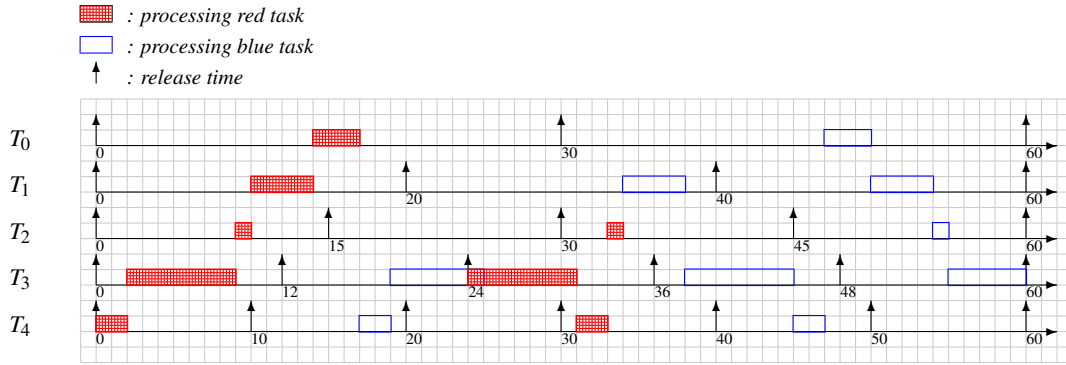 : processing red task
: processing blue task
: release time
T0
0 30 60
T1
0 20 40 60
T2
0 15 30 45 60
T3
0 12 24 36 48 60
T4
0 10 20 30 40 50 60